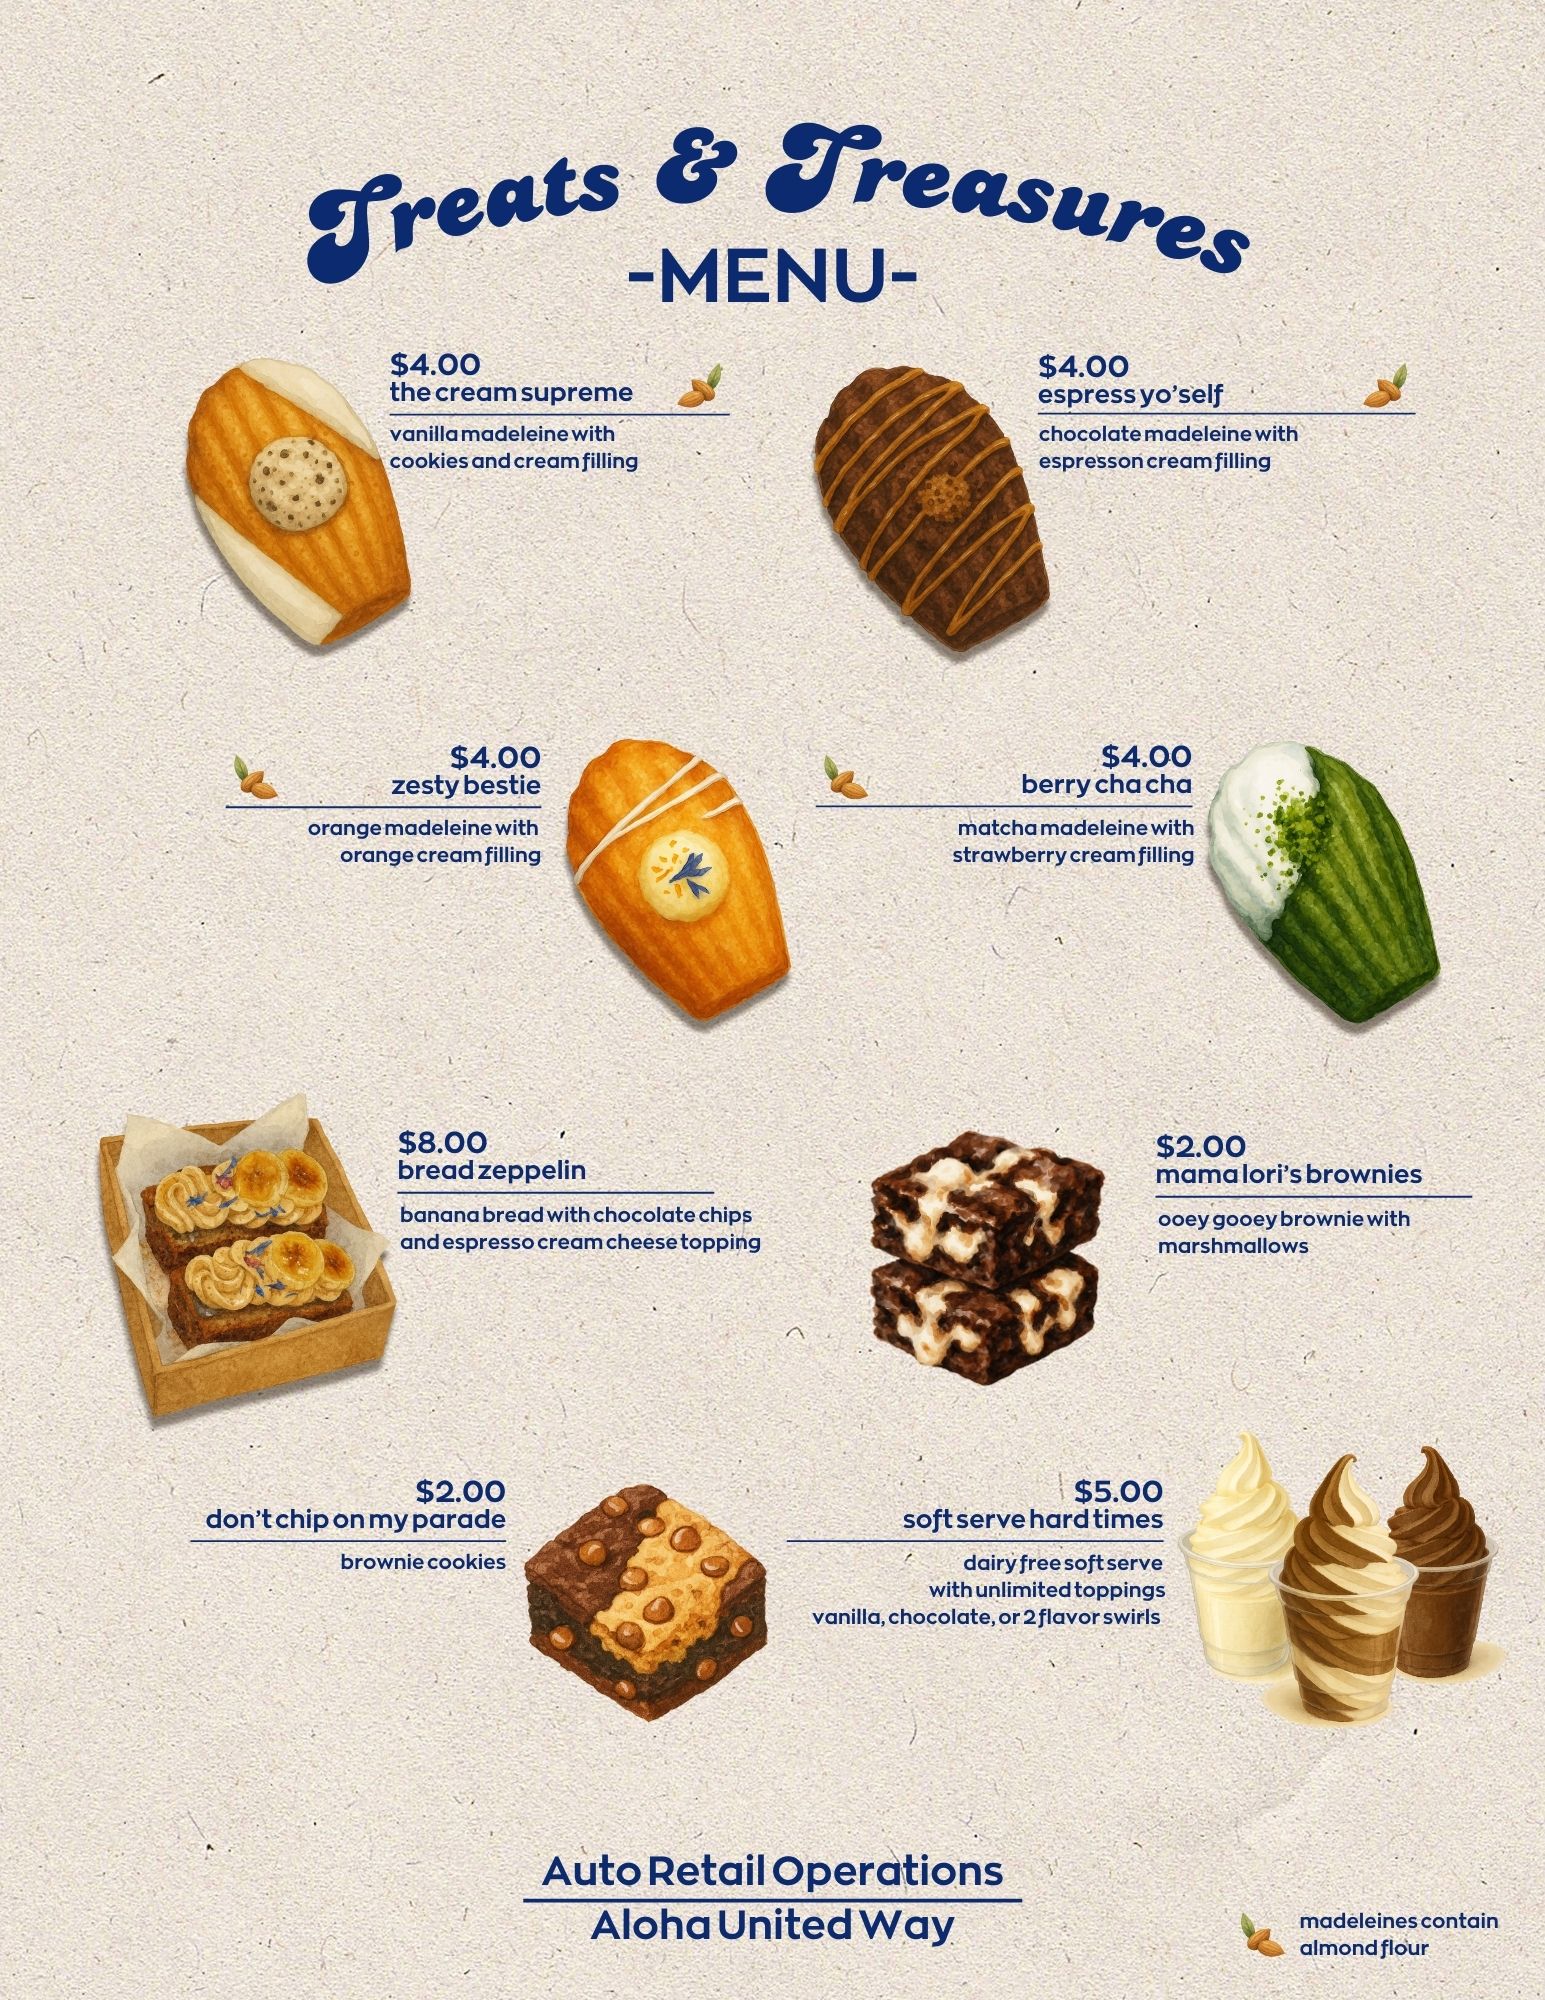 Treats & Treasures
-MENU-
$4.00
the cream supreme
vanilla madeleine with
cookies and cream filling
$4.00
espress yo'self
chocolate madeleine with
espresson cream filling
$4.00
zesty bestie
orange madeleine with
orange cream filling
$4.00
berry cha cha
matcha madeleine with
strawberry cream filling
$8.00
bread zeppelin
banana bread with chocolate chips
and espresso cream cheese topping
$2.00
mama lori's brownies
ooey gooey brownie with
marshmallows
$2.00
don't chip on my parade
brownie cookies
$5.00
soft serve hard times
dairy free soft serve
with unlimited toppings
vanilla, chocolate, or 2 flavor swirls
Auto Retail Operations
Aloha United Way
madeleines contain
almond flour